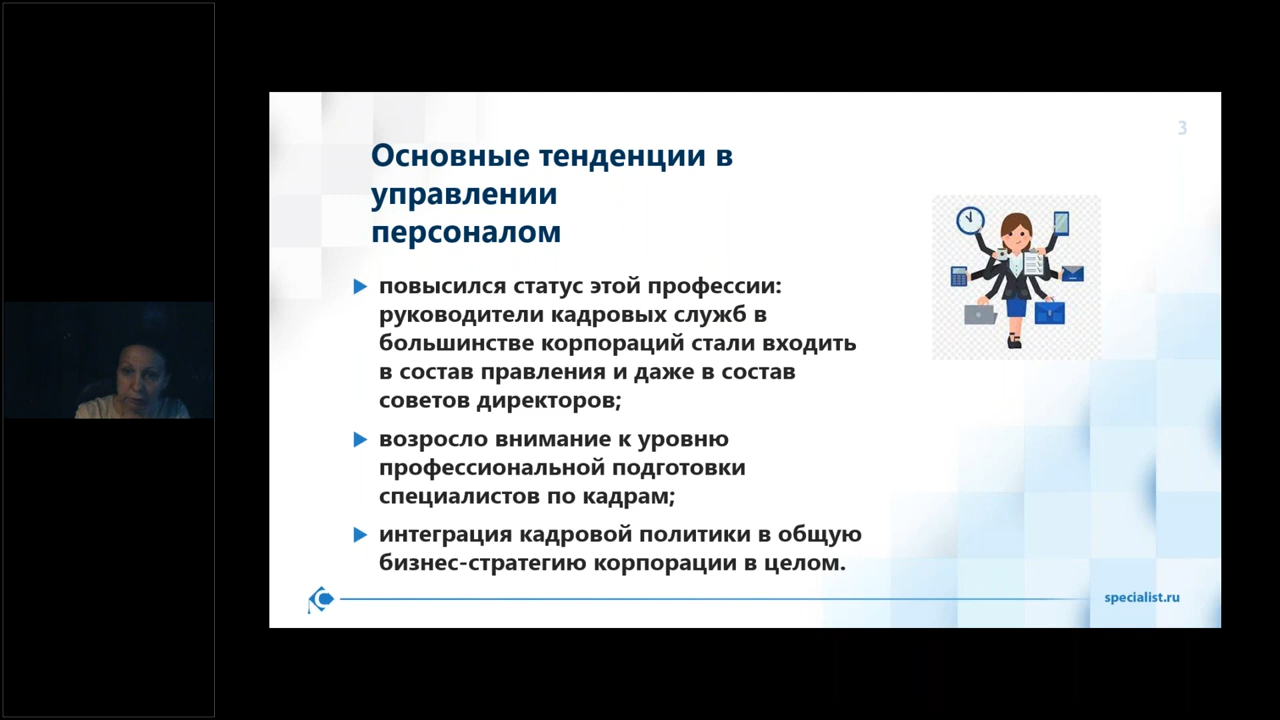 3
Основные тенденции в
управлении
персоналом
повысился статус этой профессии:
руководители кадровых служб в
большинстве корпораций стали входить
в состав правления и даже в состав
советов директоров;
возросло внимание к уровню
профессиональной подготовки
специалистов по кадрам;
интеграция кадровой политики в общую
бизнес-стратегию корпорации в целом.
specialist.ru